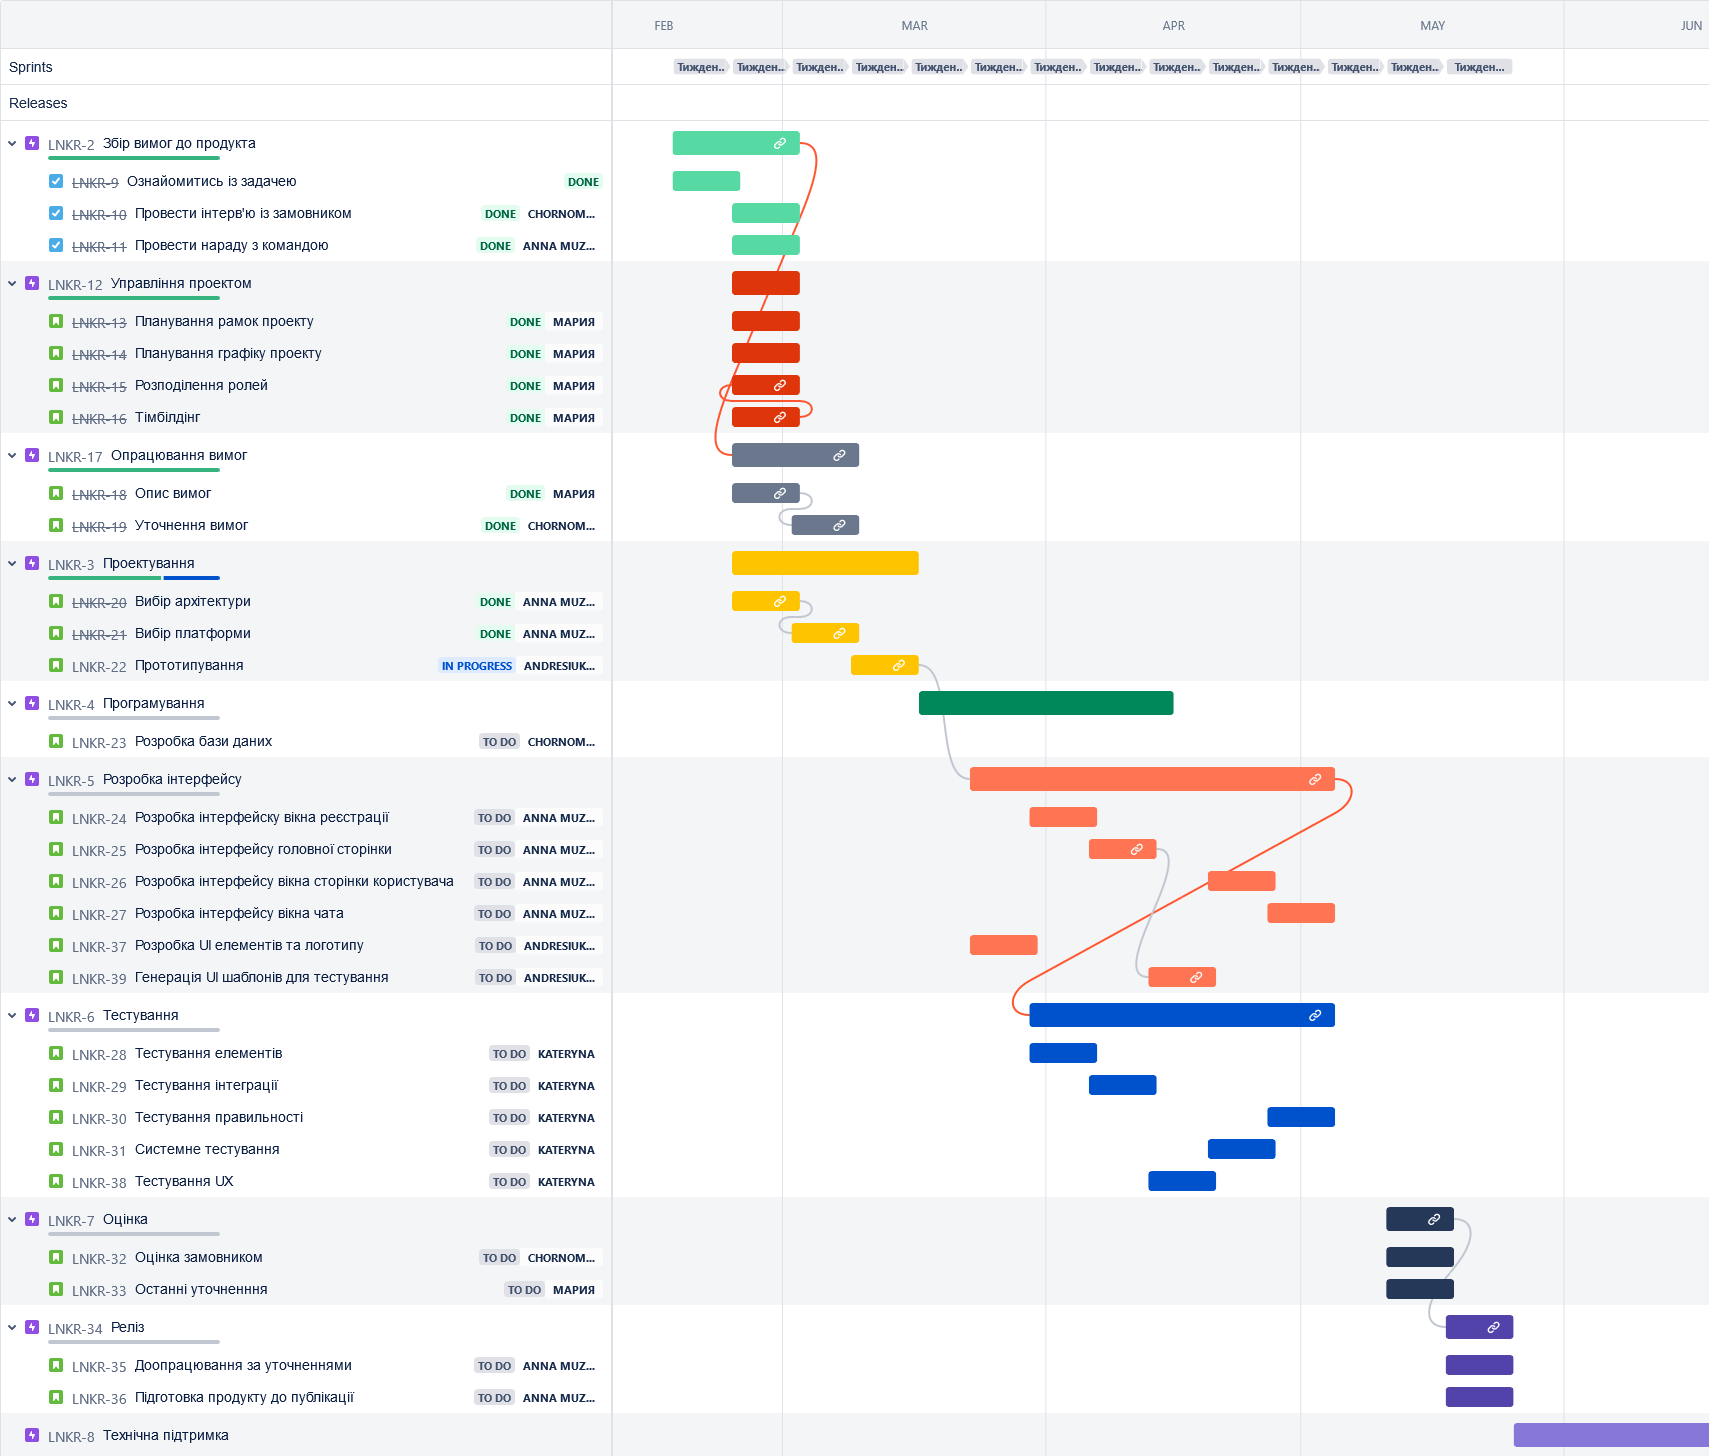 FEB MAR APR MAY JUN
Sprints Тижден.. Тижден.. Тижден.. Тижден.. Тижден.. Тижден.. Тижден.. Тижден.. Тижден.. Тижден.. Тижден.. Тижден.. Тижден.. Тижден...
Releases
LNKR-2 Збір вимог до продукта
LNKR-9 Ознайомитись із задачею DONE
LNKR-10 Провести інтерв'ю із замовником DONE CHORNOM...
LNKR-11 Провести нараду з командою DONE ANNA MUZ...
LNKR-12 Управління проектом
LNKR-13 Планування рамок проекту DONE МАРИЯ
LNKR-14 Планування графіку проекту DONE МАРИЯ
LNKR-15 Розподілення ролей DONE МАРИЯ
LNKR-16 Тімбілдінг DONE МАРИЯ
LNKR-17 Опрацювання вимог
LNKR-18 Опис вимог DONE МАРИЯ
LNKR-19 Уточнення вимог DONE CHORNOM...
LNKR-3 Проектування
LNKR-20 Вибір архітектури DONE ANNA MUZ...
LNKR-21 Вибір платформи DONE ANNA MUZ...
LNKR-22 Прототипування IN PROGRESS ANDRESIUK...
LNKR-4 Програмування
LNKR-23 Розробка бази даних TO DO CHORNOM...
LNKR-5 Розробка інтерфейсу
LNKR-24 Розробка інтерфейску вікна реєстрації TO DO ANNA MUZ...
LNKR-25 Розробка інтерфейсу головної сторінки TO DO ANNA MUZ...
LNKR-26 Розробка інтерфейсу вікна сторінки користувача TO DO ANNA MUZ...
LNKR-27 Розробка інтерфейсу вікна чата TO DO ANNA MUZ...
LNKR-37 Розробка UI елементів та логотипу TO DO ANDRESIUK...
LNKR-39 Генерація UI шаблонів для тестування TO DO ANDRESIUK...
LNKR-6 Тестування
LNKR-28 Тестування елементів TO DO KATERYNA
LNKR-29 Тестування інтеграції TO DO KATERYNA
LNKR-30 Тестування правильності TO DO KATERYNA
LNKR-31 Системне тестування TO DO KATERYNA
LNKR-38 Тестування UX TO DO KATERYNA
LNKR-7 Оцінка
LNKR-32 Оцінка замовником TO DO CHORNOM...
LNKR-33 Останні уточненння TO DO МАРИЯ
LNKR-34 Реліз
LNKR-35 Доопрацювання за уточненнями TO DO ANNA MUZ...
LNKR-36 Підготовка продукту до публікації TO DO ANNA MUZ...
LNKR-8 Технічна підтримка